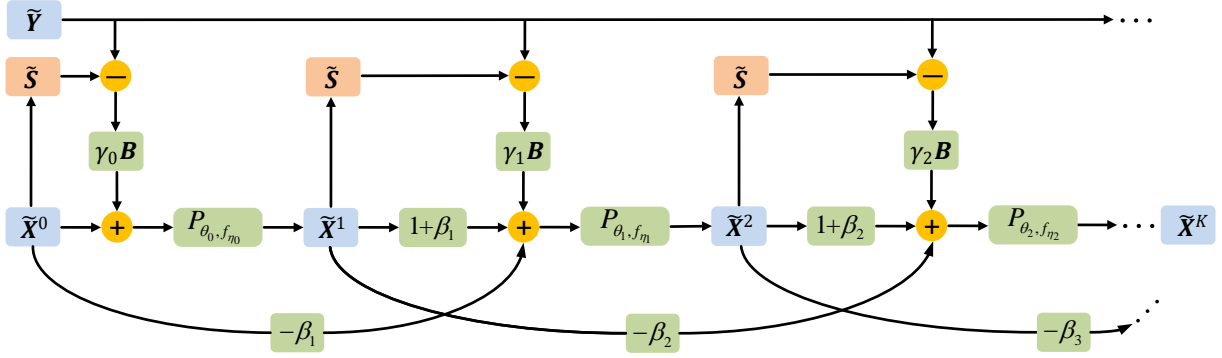 Ỹ ...
S̃ − S̃ − S̃ −
γ₀B γ₁B γ₂B
X̃⁰ + P_{θ₀, f_{η₀}} X̃¹ 1+β₁ + P_{θ₁, f_{η₁}} X̃² 1+β₂ + P_{θ₂, f_{η₂}} ... X̃ᴷ
−β₁ −β₂ −β₃